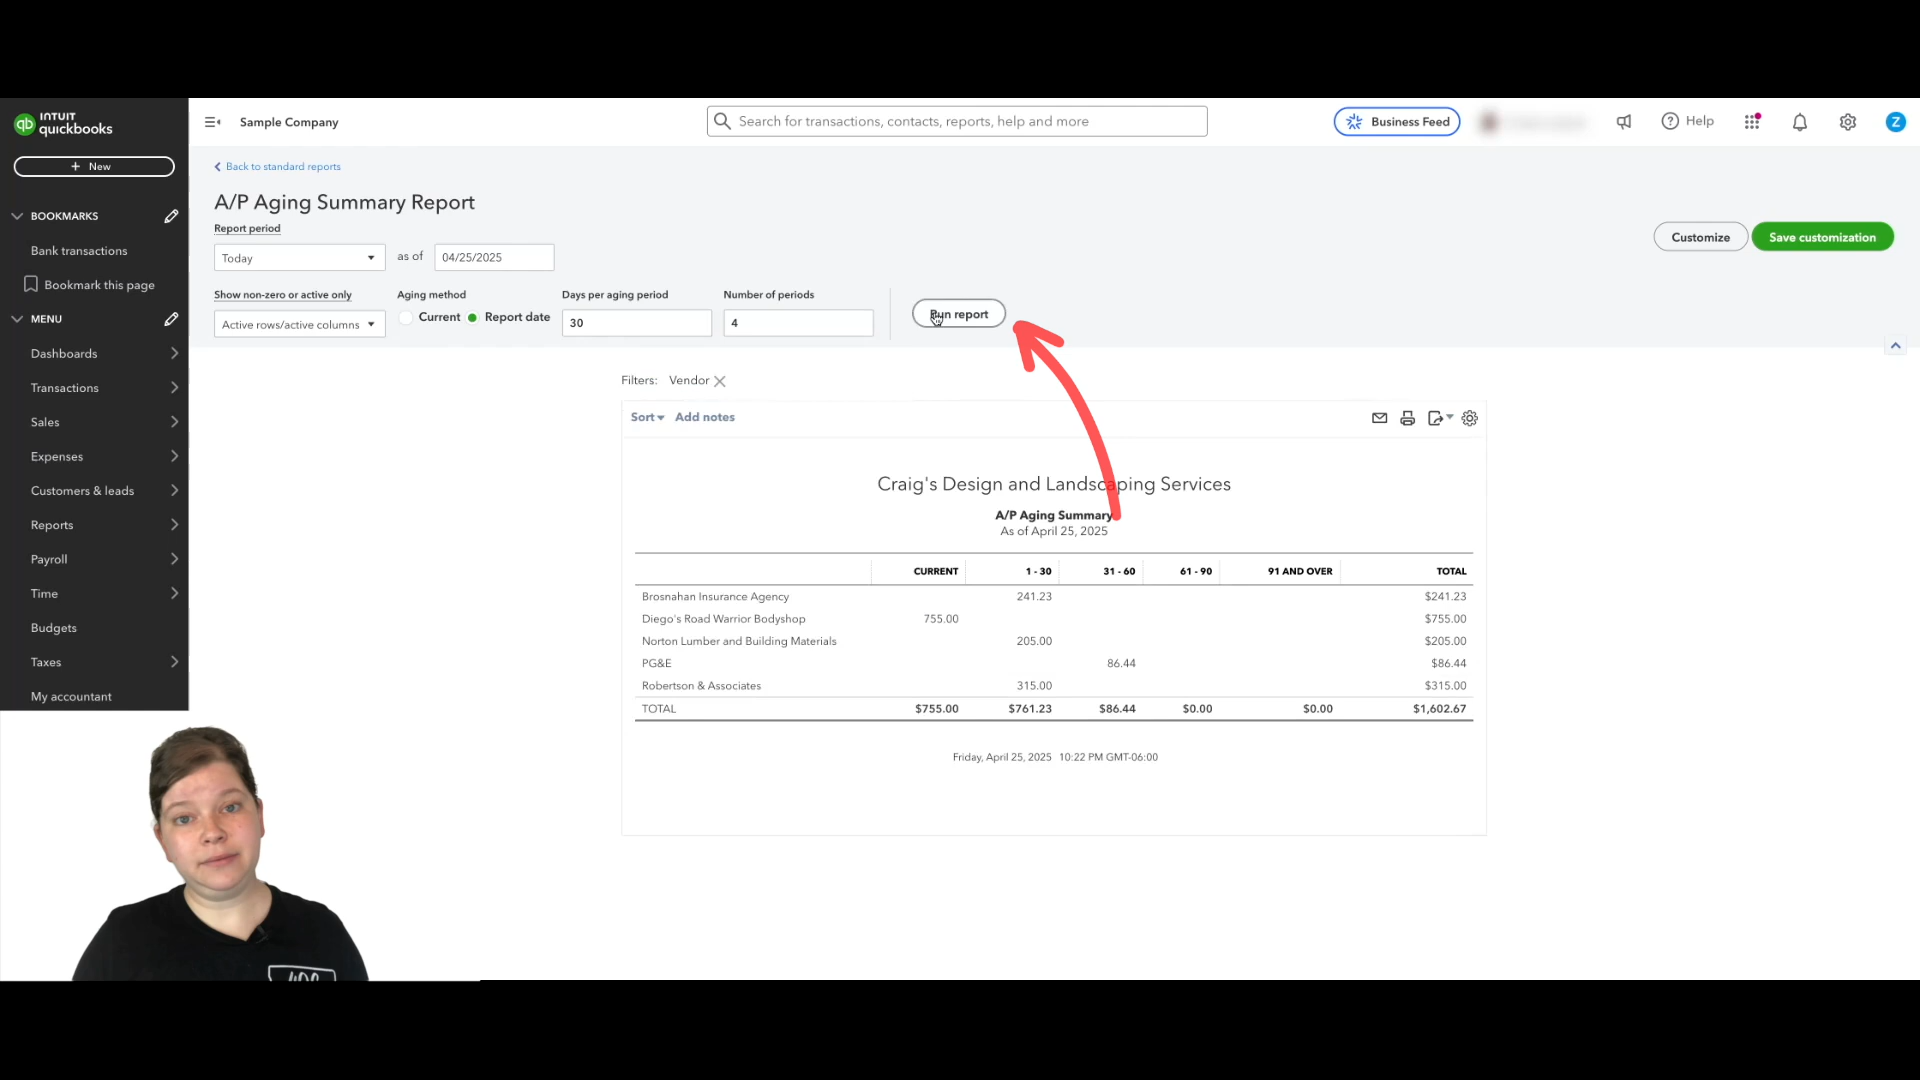 INTUIT
quickbooks
Sample Company
Search for transactions, contacts, reports, help and more
Business Feed
Help
Z
+ New
Back to standard reports
A/P Aging Summary Report
Report period
Today
as of
04/25/2025
Customize
Save customization
Show non-zero or active only
Active rows/active columns
Aging method
Current
Report date
Days per aging period
30
Number of periods
4
Run report
BOOKMARKS
Bank transactions
Bookmark this page
MENU
Dashboards
Transactions
Sales
Expenses
Customers & leads
Reports
Payroll
Time
Budgets
Taxes
My accountant
Filters: Vendor
Sort Add notes
Craig's Design and Landscaping Services
A/P Aging Summary
As of April 25, 2025
CURRENT 1 - 30 31 - 60 61 - 90 91 AND OVER TOTAL
Brosnahan Insurance Agency 241.23 $241.23
Diego's Road Warrior Bodyshop 755.00 $755.00
Norton Lumber and Building Materials 205.00 $205.00
PG&E 86.44 $86.44
Robertson & Associates 315.00 $315.00
TOTAL $755.00 $761.23 $86.44 $0.00 $0.00 $1,602.67
Friday, April 25, 2025 10:22 PM GMT-06:00